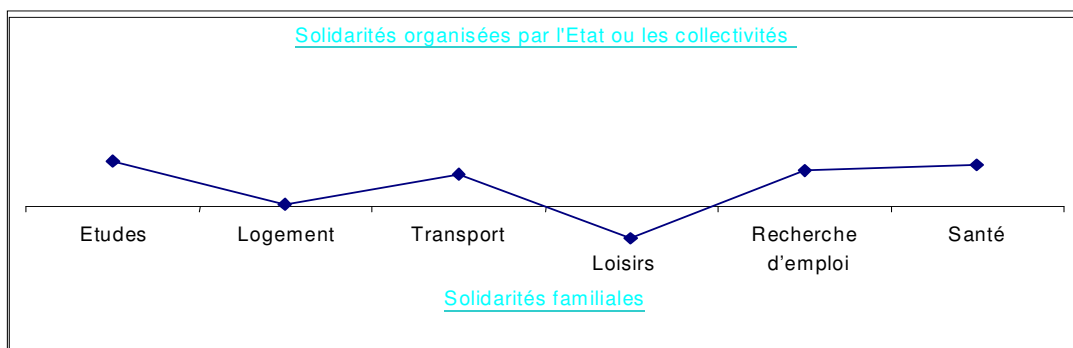 Solidarités organisées par l'Etat ou les collectivités
Etudes Logement Transport Loisirs Recherche d'emploi Santé
Solidarités familiales